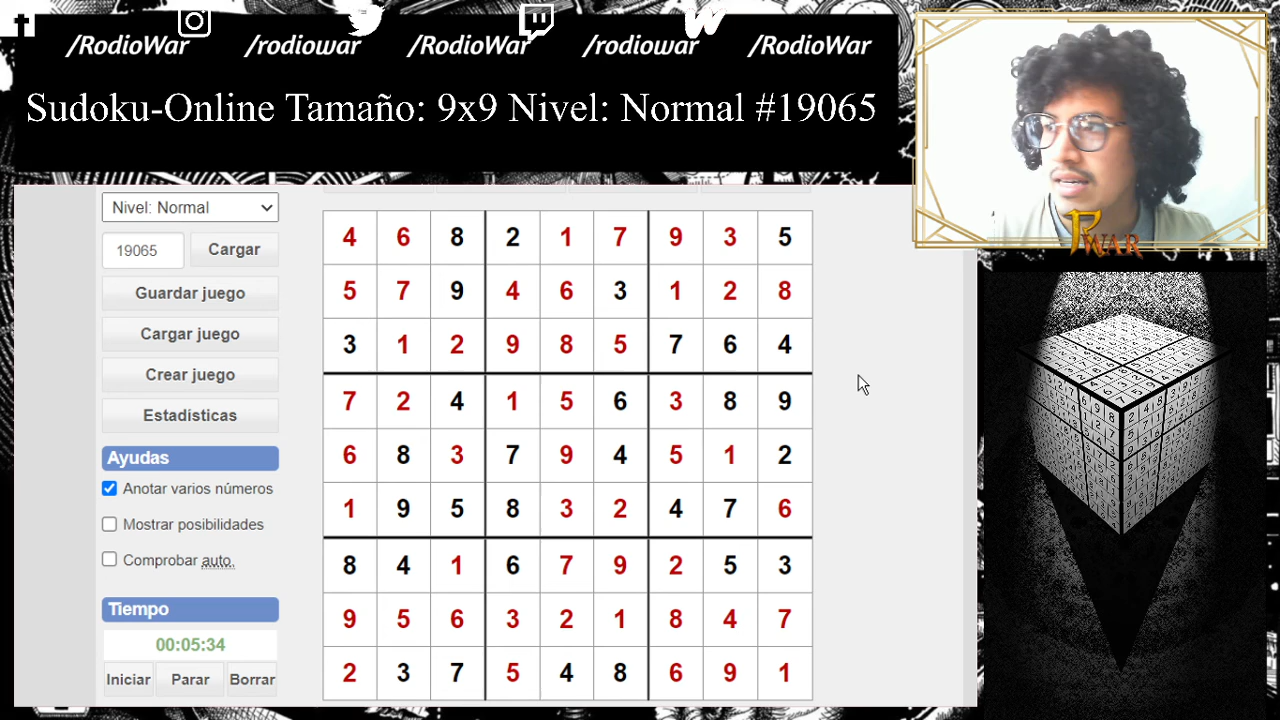 /RodioWar /rodiowar /RodioWar /rodiowar /RodioWar
Sudoku-Online Tamaño: 9x9 Nivel: Normal #19065
Nivel: Normal
19065 Cargar
Guardar juego
Cargar juego
Crear juego
Estadísticas
Ayudas
Anotar varios números
Mostrar posibilidades
Comprobar auto.
Tiempo
00:05:34
Iniciar Parar Borrar
4 6 8 2 1 7 9 3 5
5 7 9 4 6 3 1 2 8
3 1 2 9 8 5 7 6 4
7 2 4 1 5 6 3 8 9
6 8 3 7 9 4 5 1 2
1 9 5 8 3 2 4 7 6
8 4 1 6 7 9 2 5 3
9 5 6 3 2 1 8 4 7
2 3 7 5 4 8 6 9 1
WAR